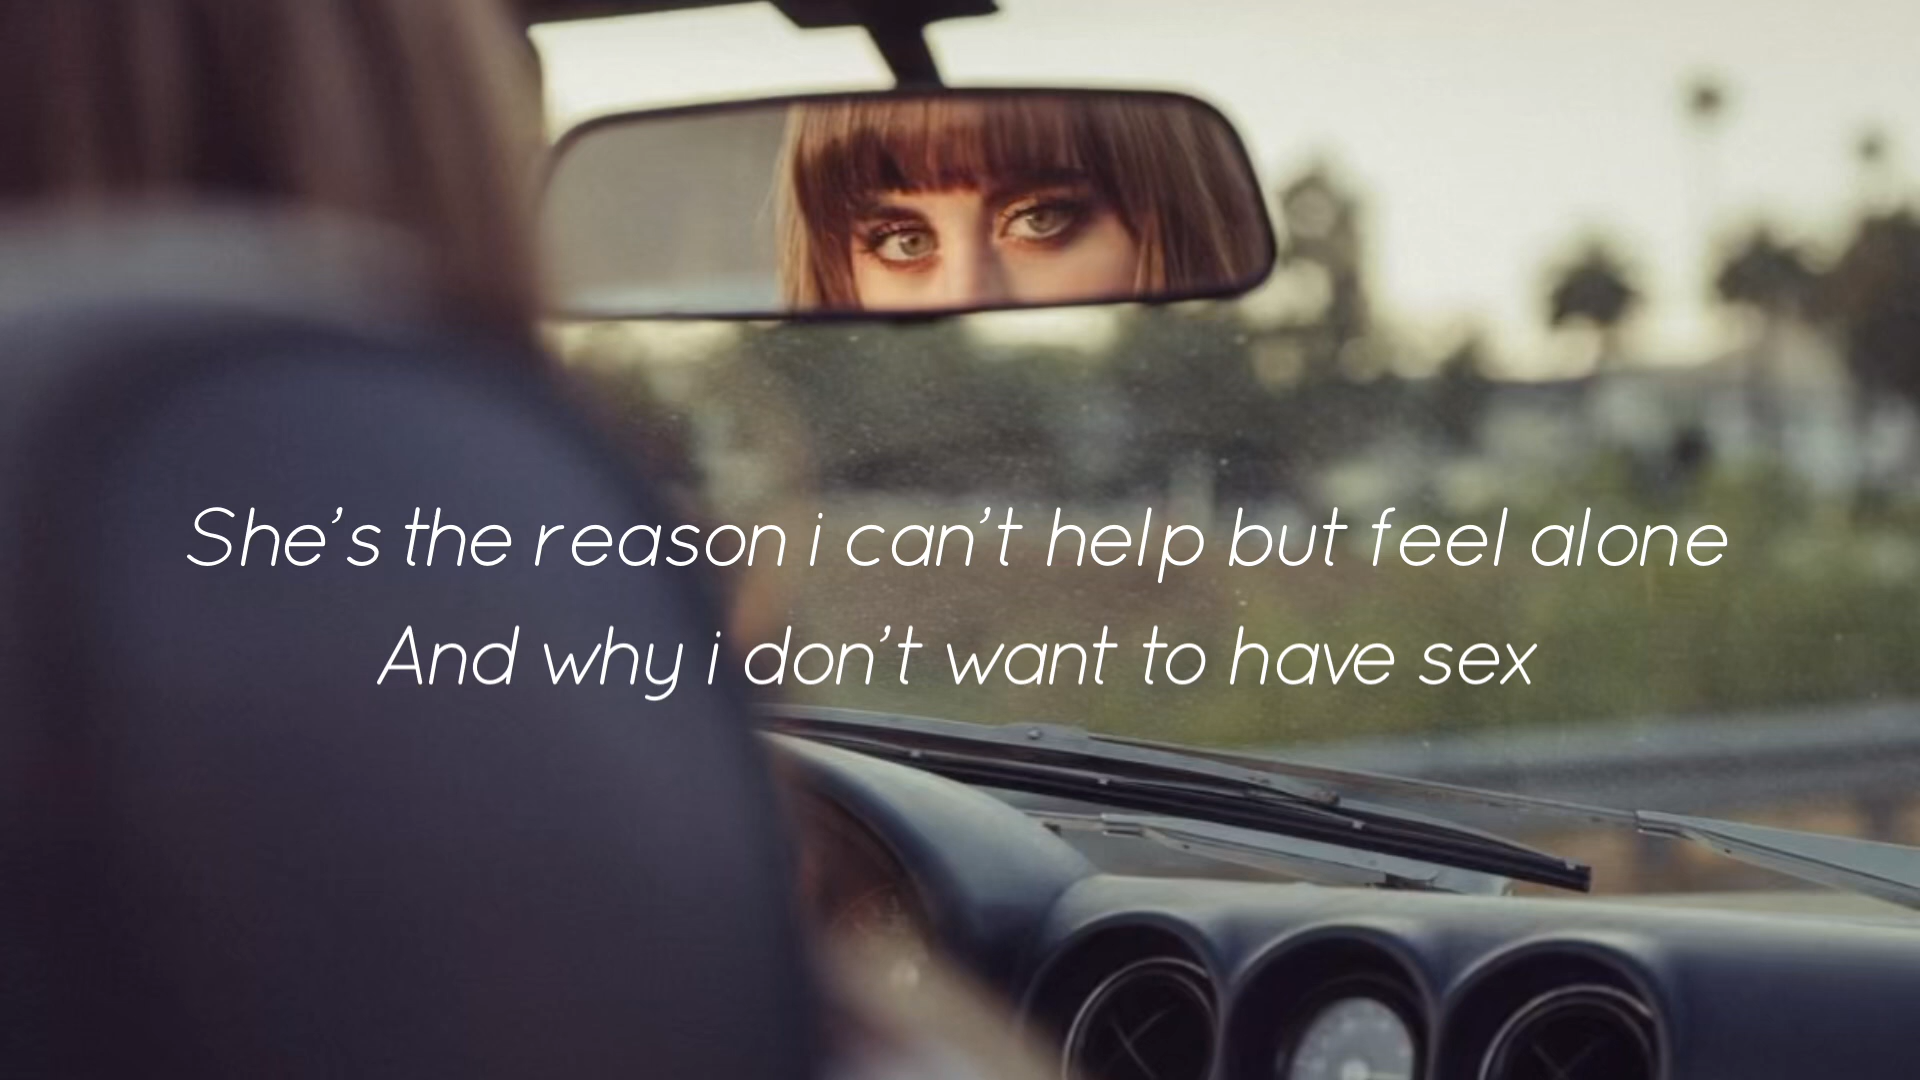 She's the reason i can't help but feel alone
And why i don't want to have sex